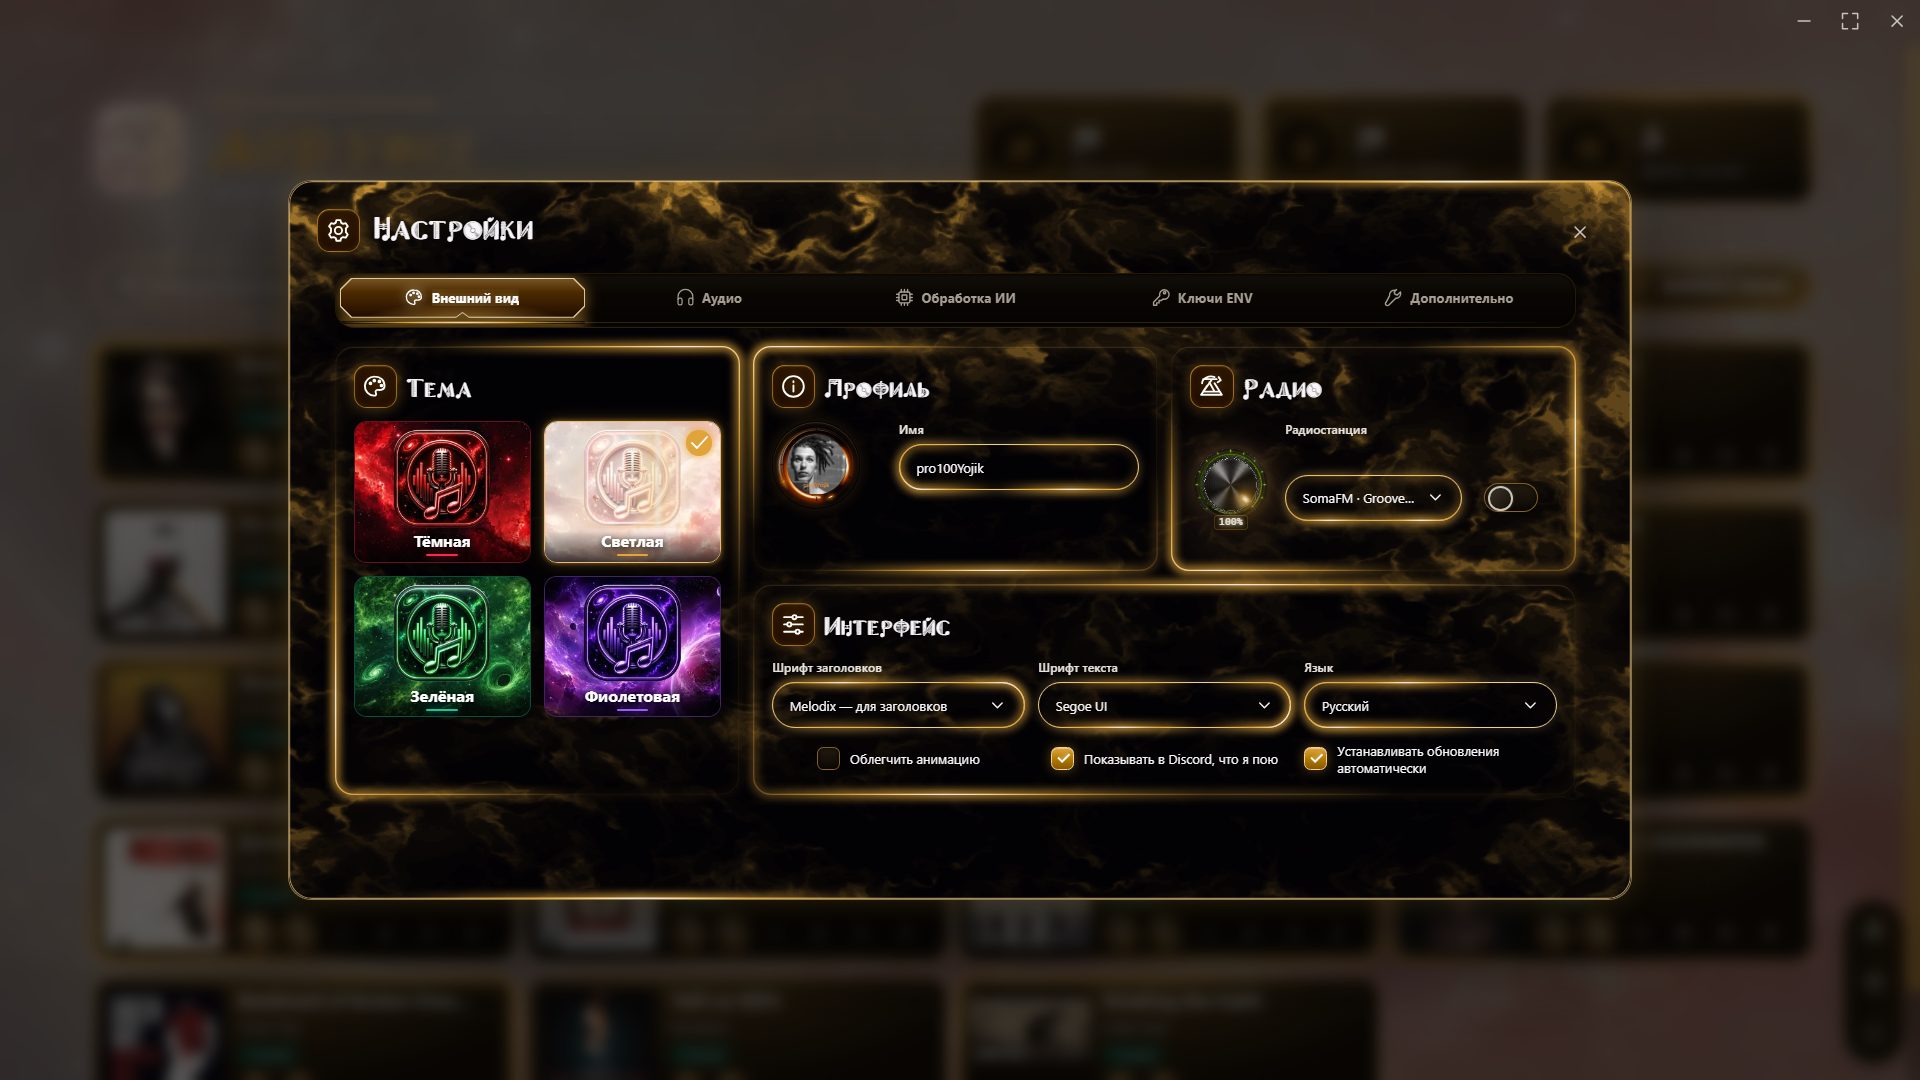 Настройки
Внешний вид
Аудио
Обработка ИИ
Ключи ENV
Дополнительно
Тема
Тёмная
Светлая
Зелёная
Фиолетовая
Профиль
Имя
pro100Yojik
Радио
Радиостанция
100%
SomaFM · Groove...
Интерфейс
Шрифт заголовков
Шрифт текста
Язык
Melodix — для заголовков
Segoe UI
Русский
Облегчить анимацию
Показывать в Discord, что я пою
Устанавливать обновления
автоматически